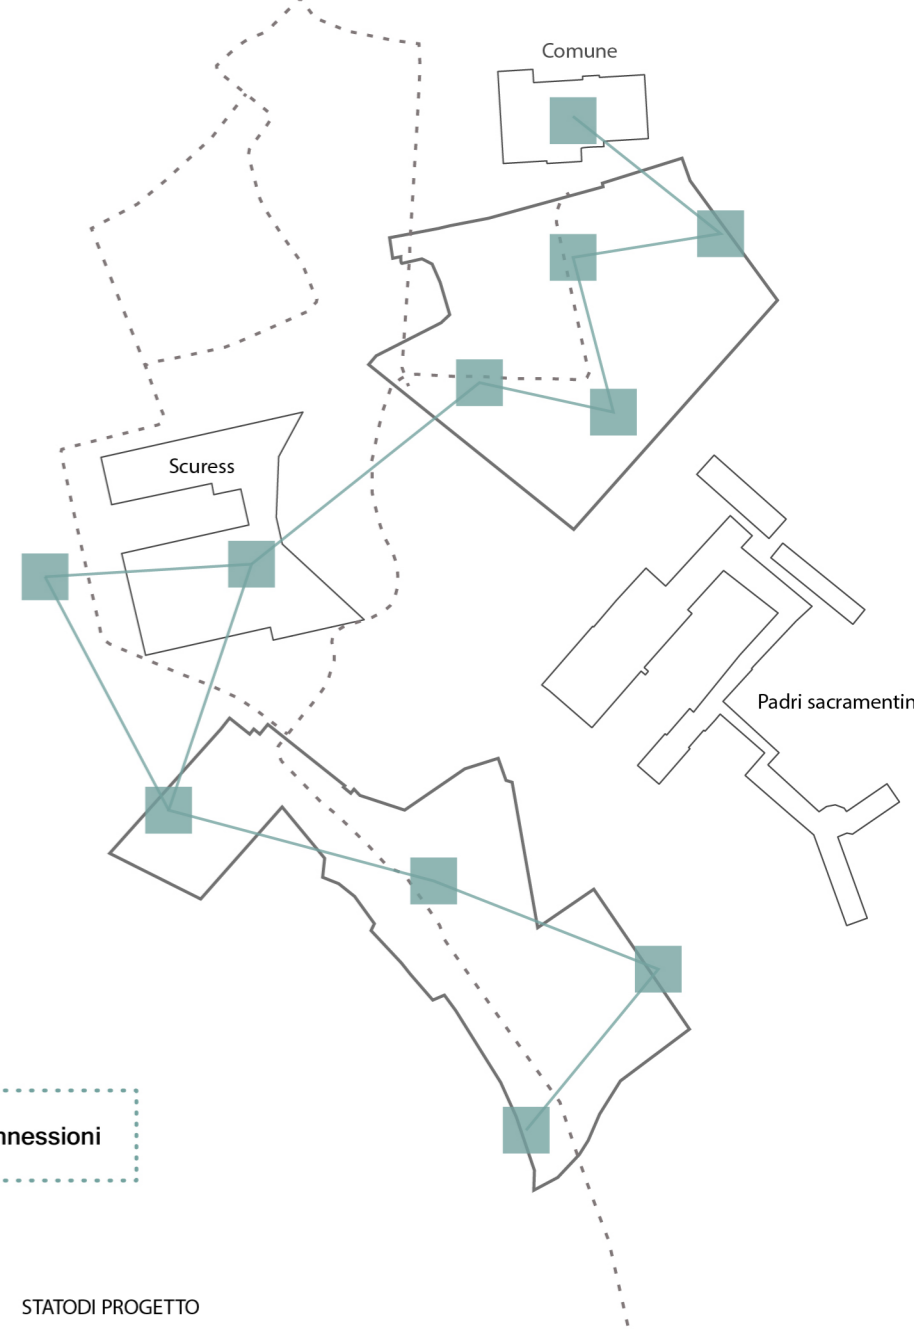 Comune
Scuress
Padri sacramentin
nnessioni
STATODI PROGETTO